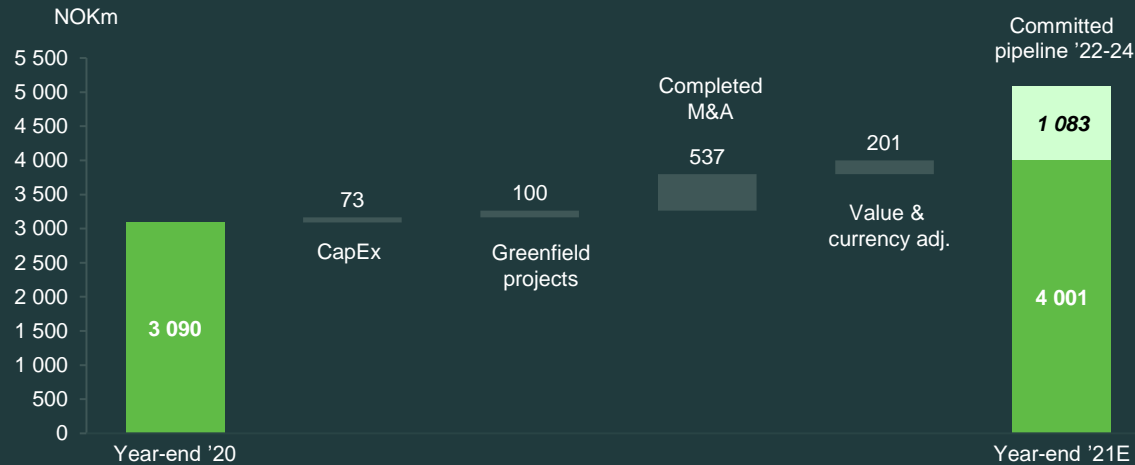 NOKm
5 500
5 000
4 500
4 000
3 500
3 000
2 500
2 000
1 500
1 000
500
0
3 090
Year-end ’20
73
CapEx
100
Greenfield
projects
Completed
M&A
537
201
Value &
currency adj.
Committed
pipeline ’22-24
1 083
4 001
Year-end ’21E